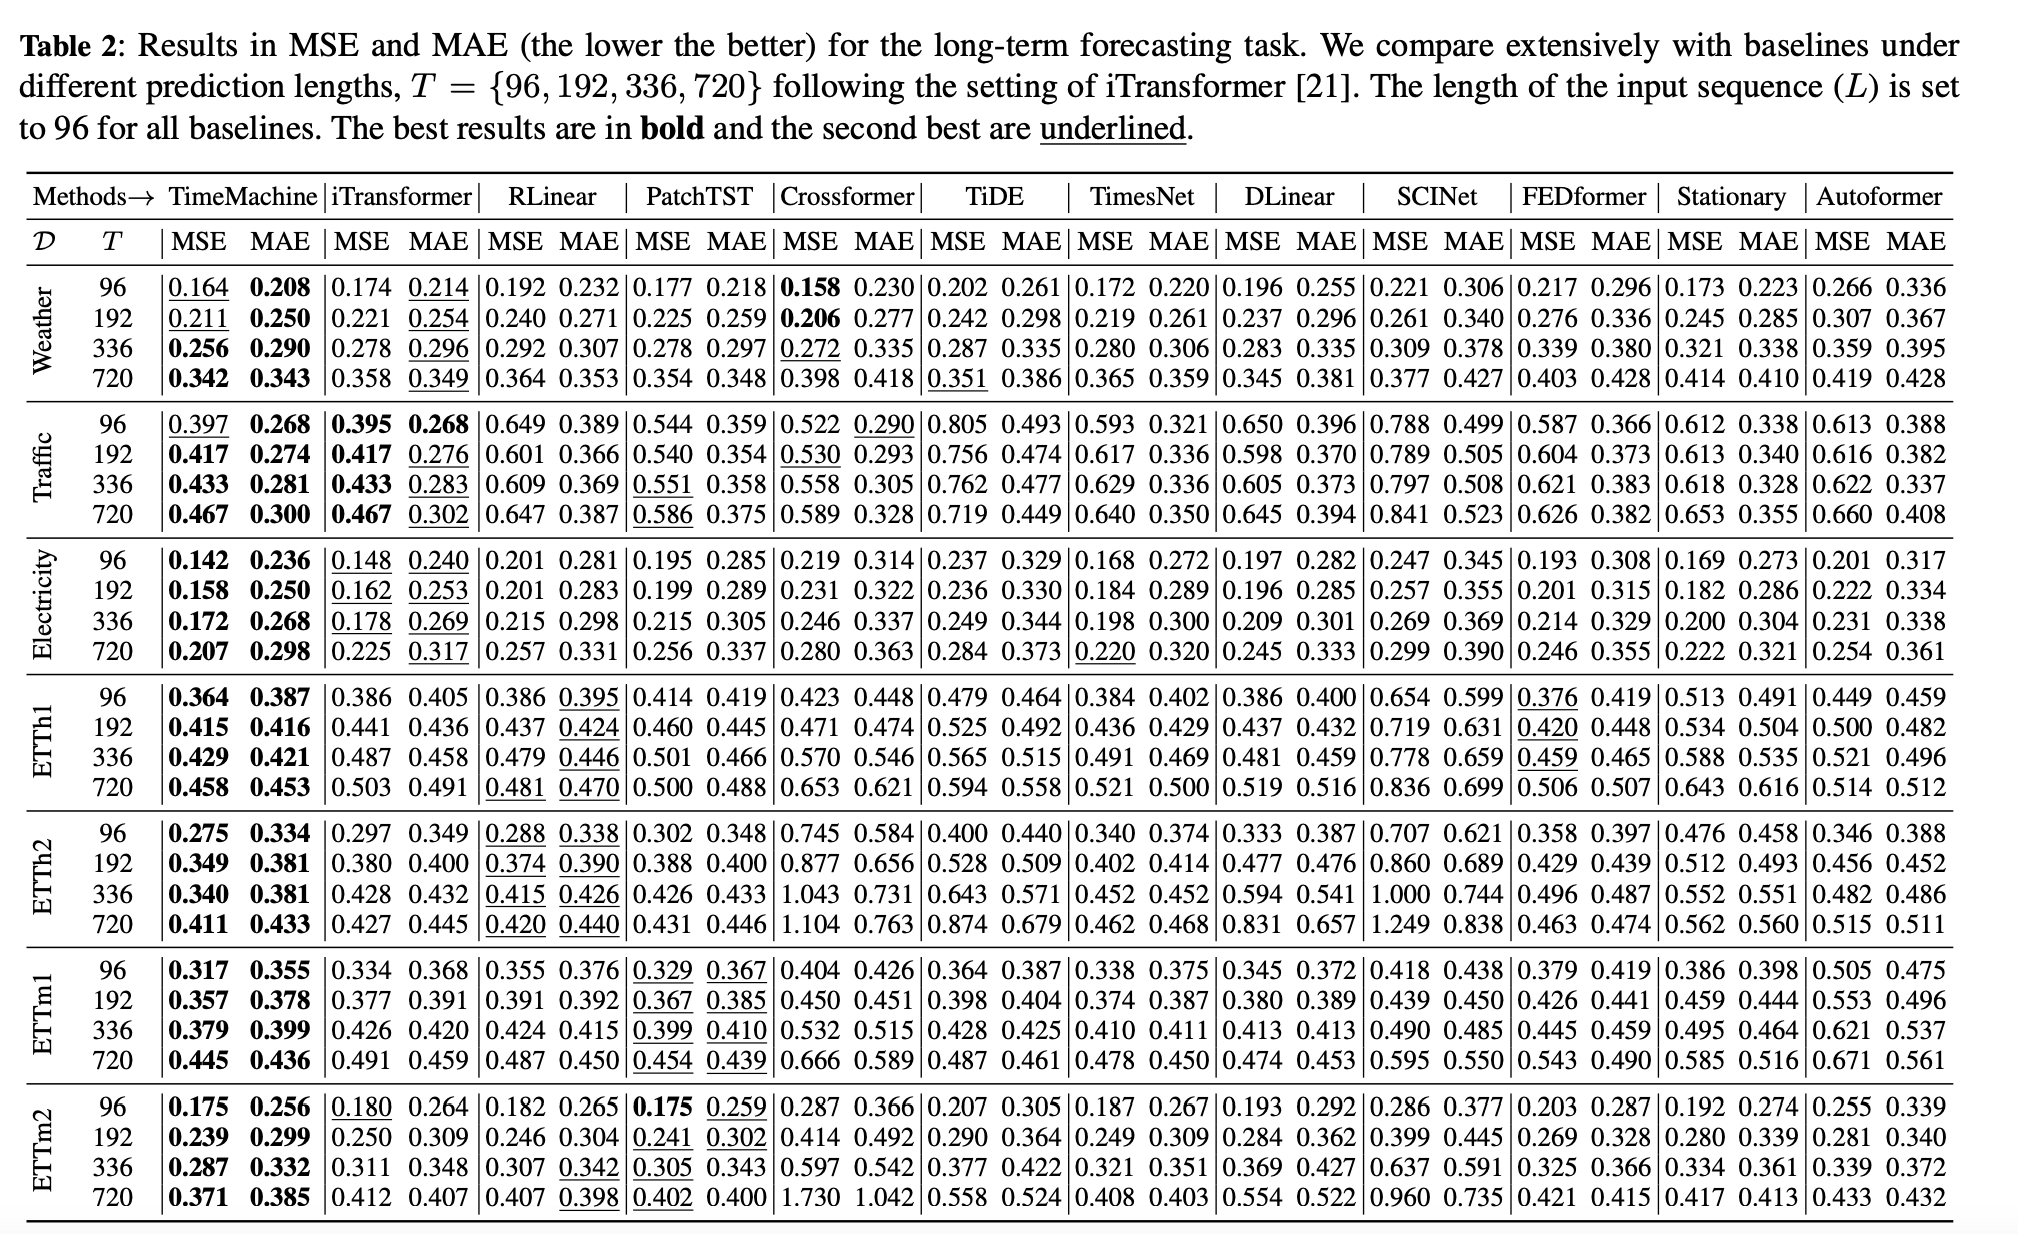 Table 2: Results in MSE and MAE (the lower the better) for the long-term forecasting task. We compare extensively with baselines under
different prediction lengths, T = {96, 192, 336, 720} following the setting of iTransformer [21]. The length of the input sequence (L) is set
to 96 for all baselines. The best results are in bold and the second best are underlined.
Methods→ TimeMachine iTransformer RLinear PatchTST Crossformer TiDE TimesNet DLinear SCINet FEDformer Stationary Autoformer
D T MSE MAE MSE MAE MSE MAE MSE MAE MSE MAE MSE MAE MSE MAE MSE MAE MSE MAE MSE MAE MSE MAE MSE MAE
Weather
96 0.164 0.208 0.174 0.214 0.192 0.232 0.177 0.218 0.158 0.230 0.202 0.261 0.172 0.220 0.196 0.255 0.221 0.306 0.217 0.296 0.173 0.223 0.266 0.336
192 0.211 0.250 0.221 0.254 0.240 0.271 0.225 0.259 0.206 0.277 0.242 0.298 0.219 0.261 0.237 0.296 0.261 0.340 0.276 0.336 0.245 0.285 0.307 0.367
336 0.256 0.290 0.278 0.296 0.292 0.307 0.278 0.297 0.272 0.335 0.287 0.335 0.280 0.306 0.283 0.335 0.309 0.378 0.339 0.380 0.321 0.338 0.359 0.395
720 0.342 0.343 0.358 0.349 0.364 0.353 0.354 0.348 0.398 0.418 0.351 0.386 0.365 0.359 0.345 0.381 0.377 0.427 0.403 0.428 0.414 0.410 0.419 0.428
Traffic
96 0.397 0.268 0.395 0.268 0.649 0.389 0.544 0.359 0.522 0.290 0.805 0.493 0.593 0.321 0.650 0.396 0.788 0.499 0.587 0.366 0.612 0.338 0.613 0.388
192 0.417 0.274 0.417 0.276 0.601 0.366 0.540 0.354 0.530 0.293 0.756 0.474 0.617 0.336 0.598 0.370 0.789 0.505 0.604 0.373 0.613 0.340 0.616 0.382
336 0.433 0.281 0.433 0.283 0.609 0.369 0.551 0.358 0.558 0.305 0.762 0.477 0.629 0.336 0.605 0.373 0.797 0.508 0.621 0.383 0.618 0.328 0.622 0.337
720 0.467 0.300 0.467 0.302 0.647 0.387 0.586 0.375 0.589 0.328 0.719 0.449 0.640 0.350 0.645 0.394 0.841 0.523 0.626 0.382 0.653 0.355 0.660 0.408
Electricity
96 0.142 0.236 0.148 0.240 0.201 0.281 0.195 0.285 0.219 0.314 0.237 0.329 0.168 0.272 0.197 0.282 0.247 0.345 0.193 0.308 0.169 0.273 0.201 0.317
192 0.158 0.250 0.162 0.253 0.201 0.283 0.199 0.289 0.231 0.322 0.236 0.330 0.184 0.289 0.196 0.285 0.257 0.355 0.201 0.315 0.182 0.286 0.222 0.334
336 0.172 0.268 0.178 0.269 0.215 0.298 0.215 0.305 0.246 0.337 0.249 0.344 0.198 0.300 0.209 0.301 0.269 0.369 0.214 0.329 0.200 0.304 0.231 0.338
720 0.207 0.298 0.225 0.317 0.257 0.331 0.256 0.337 0.280 0.363 0.284 0.373 0.220 0.320 0.245 0.333 0.299 0.390 0.246 0.355 0.222 0.321 0.254 0.361
ETTh1
96 0.364 0.387 0.386 0.405 0.386 0.395 0.414 0.419 0.423 0.448 0.479 0.464 0.384 0.402 0.386 0.400 0.654 0.599 0.376 0.419 0.513 0.491 0.449 0.459
192 0.415 0.416 0.441 0.436 0.437 0.424 0.460 0.445 0.471 0.474 0.525 0.492 0.436 0.429 0.437 0.432 0.719 0.631 0.420 0.448 0.534 0.504 0.500 0.482
336 0.429 0.421 0.487 0.458 0.479 0.446 0.501 0.466 0.570 0.546 0.565 0.515 0.491 0.469 0.481 0.459 0.778 0.659 0.459 0.465 0.588 0.535 0.521 0.496
720 0.458 0.453 0.503 0.491 0.481 0.470 0.500 0.488 0.653 0.621 0.594 0.558 0.521 0.500 0.519 0.516 0.836 0.699 0.506 0.507 0.643 0.616 0.514 0.512
ETTh2
96 0.275 0.334 0.297 0.349 0.288 0.338 0.302 0.348 0.745 0.584 0.400 0.440 0.340 0.374 0.333 0.387 0.707 0.621 0.358 0.397 0.476 0.458 0.346 0.388
192 0.349 0.381 0.380 0.400 0.374 0.390 0.388 0.400 0.877 0.656 0.528 0.509 0.402 0.414 0.477 0.476 0.860 0.689 0.429 0.439 0.512 0.493 0.456 0.452
336 0.340 0.381 0.428 0.432 0.415 0.426 0.426 0.433 1.043 0.731 0.643 0.571 0.452 0.452 0.594 0.541 1.000 0.744 0.496 0.487 0.552 0.551 0.482 0.486
720 0.411 0.433 0.427 0.445 0.420 0.440 0.431 0.446 1.104 0.763 0.874 0.679 0.462 0.468 0.831 0.657 1.249 0.838 0.463 0.474 0.562 0.560 0.515 0.511
ETTm1
96 0.317 0.355 0.334 0.368 0.355 0.376 0.329 0.367 0.404 0.426 0.364 0.387 0.338 0.375 0.345 0.372 0.418 0.438 0.379 0.419 0.386 0.398 0.505 0.475
192 0.357 0.378 0.377 0.391 0.391 0.392 0.367 0.385 0.450 0.451 0.398 0.404 0.374 0.387 0.380 0.389 0.439 0.450 0.426 0.441 0.459 0.444 0.553 0.496
336 0.379 0.399 0.426 0.420 0.424 0.415 0.399 0.410 0.532 0.515 0.428 0.425 0.410 0.411 0.413 0.413 0.490 0.485 0.445 0.459 0.495 0.464 0.621 0.537
720 0.445 0.436 0.491 0.459 0.487 0.450 0.454 0.439 0.666 0.589 0.487 0.461 0.478 0.450 0.474 0.453 0.595 0.550 0.543 0.490 0.585 0.516 0.671 0.561
ETTm2
96 0.175 0.256 0.180 0.264 0.182 0.265 0.175 0.259 0.287 0.366 0.207 0.305 0.187 0.267 0.193 0.292 0.286 0.377 0.203 0.287 0.192 0.274 0.255 0.339
192 0.239 0.299 0.250 0.309 0.246 0.304 0.241 0.302 0.414 0.492 0.290 0.364 0.249 0.309 0.284 0.362 0.399 0.445 0.269 0.328 0.280 0.339 0.281 0.340
336 0.287 0.332 0.311 0.348 0.307 0.342 0.305 0.343 0.597 0.542 0.377 0.422 0.321 0.351 0.369 0.427 0.637 0.591 0.325 0.366 0.334 0.361 0.339 0.372
720 0.371 0.385 0.412 0.407 0.407 0.398 0.402 0.400 1.730 1.042 0.558 0.524 0.408 0.403 0.554 0.522 0.960 0.735 0.421 0.415 0.417 0.413 0.433 0.432